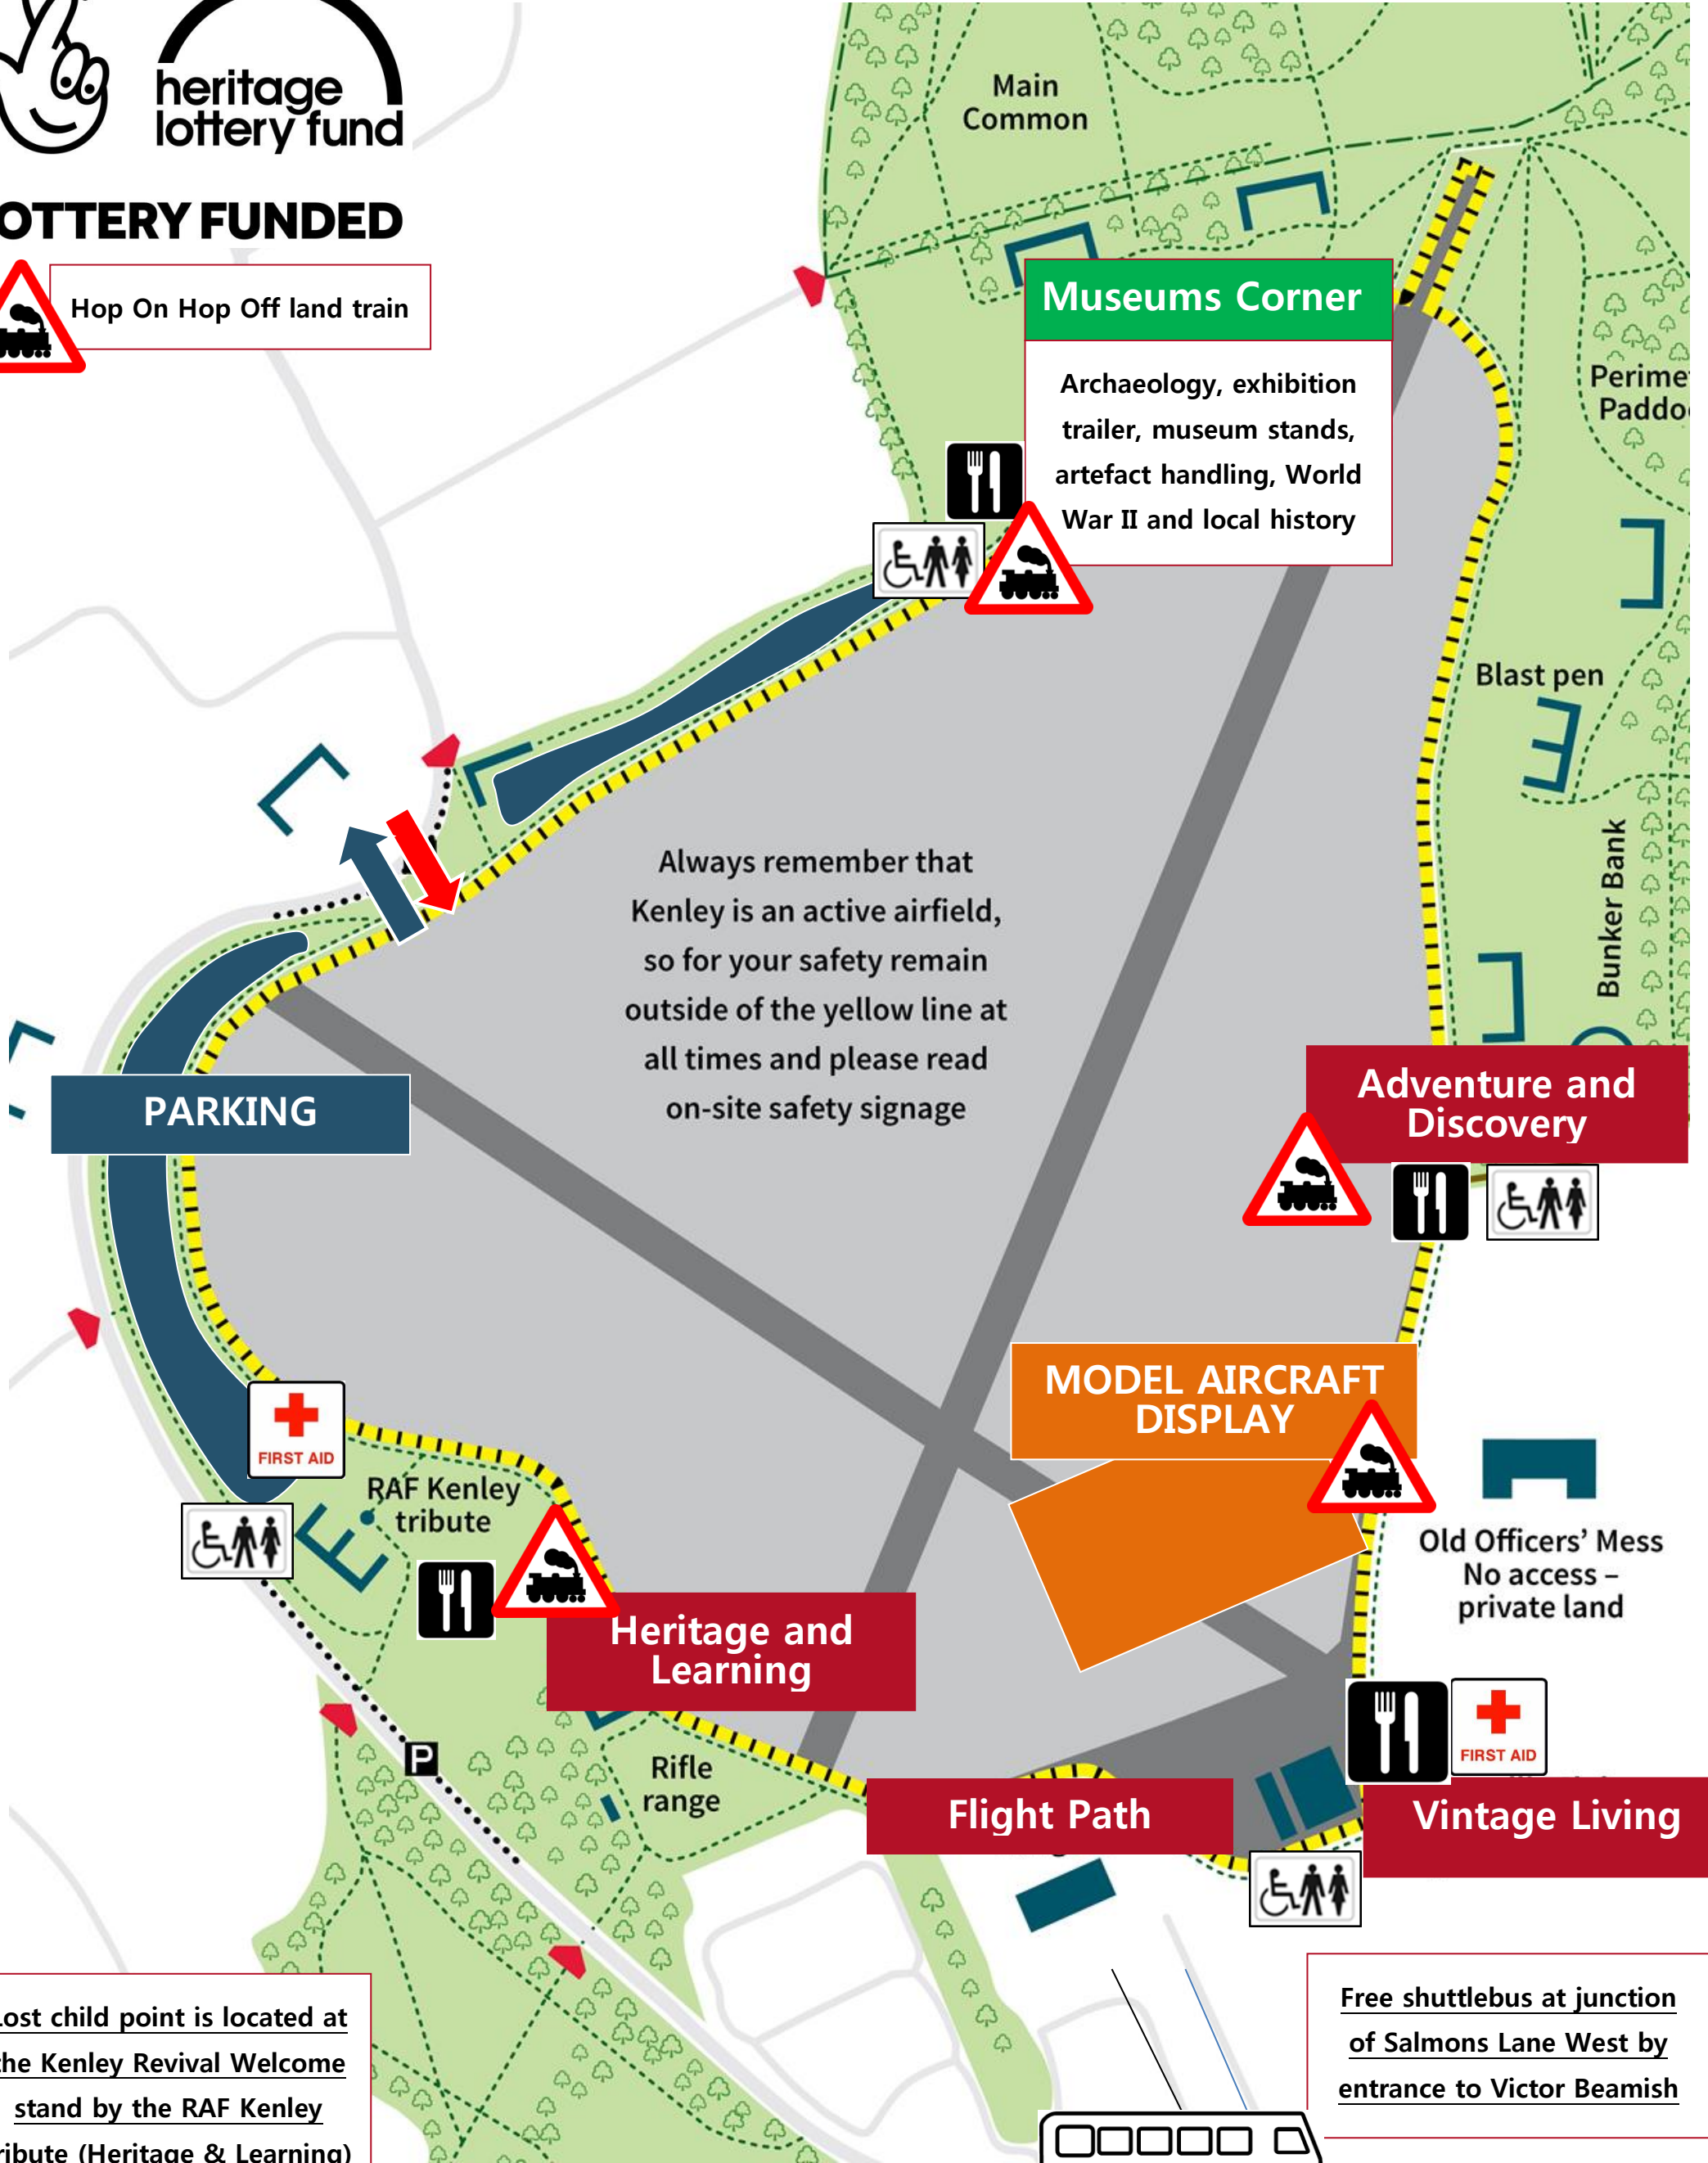 heritage
lottery fund
OTTERY FUNDED
Hop On Hop Off land train
Main
Common
Museums Corner
Archaeology, exhibition
trailer, museum stands,
artefact handling, World
War II and local history
Perime
Paddo
Blast pen
Bunker Bank
Always remember that
Kenley is an active airfield,
so for your safety remain
outside of the yellow line at
all times and please read
on-site safety signage
PARKING
Adventure and
Discovery
MODEL AIRCRAFT
DISPLAY
FIRST AID
RAF Kenley
tribute
Old Officers' Mess
No access –
private land
Heritage and
Learning
P
Rifle
range
FIRST AID
Flight Path
Vintage Living
ost child point is located at
he Kenley Revival Welcome
stand by the RAF Kenley
ribute (Heritage & Learning)
Free shuttlebus at junction
of Salmons Lane West by
entrance to Victor Beamish